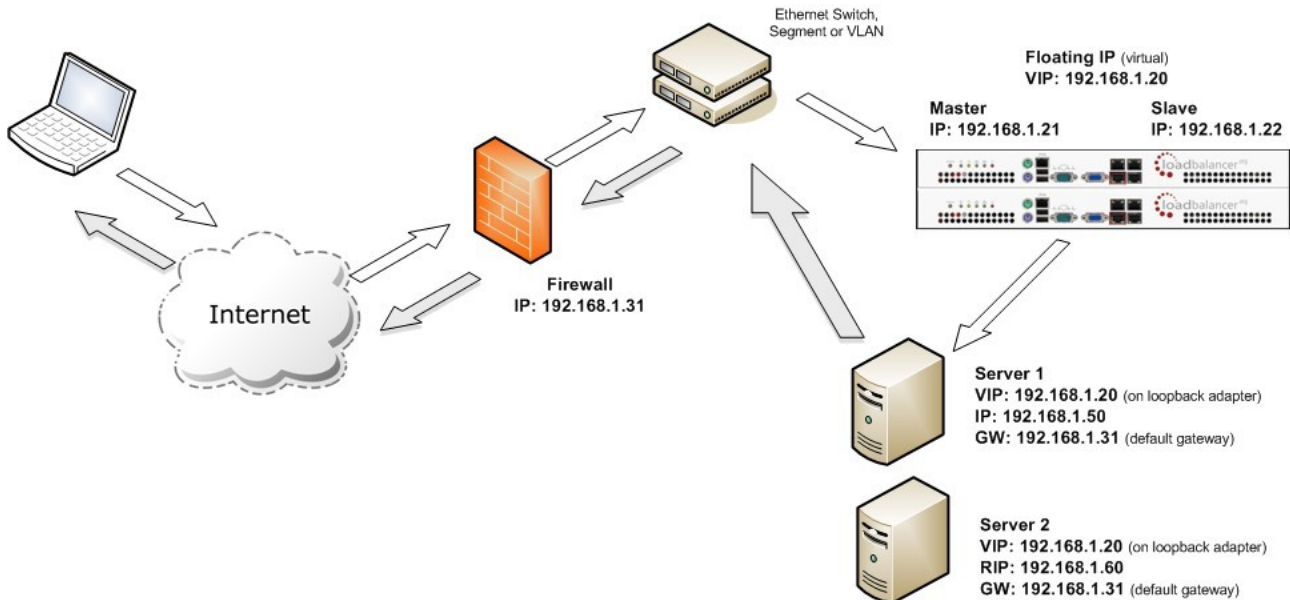 Ethernet Switch,
Segment or VLAN
Floating IP (virtual)
VIP: 192.168.1.20
Master
IP: 192.168.1.21
Slave
IP: 192.168.1.22
loadbalancer.org
loadbalancer.org
Internet
Firewall
IP: 192.168.1.31
Server 1
VIP: 192.168.1.20 (on loopback adapter)
IP: 192.168.1.50
GW: 192.168.1.31 (default gateway)
Server 2
VIP: 192.168.1.20 (on loopback adapter)
RIP: 192.168.1.60
GW: 192.168.1.31 (default gateway)